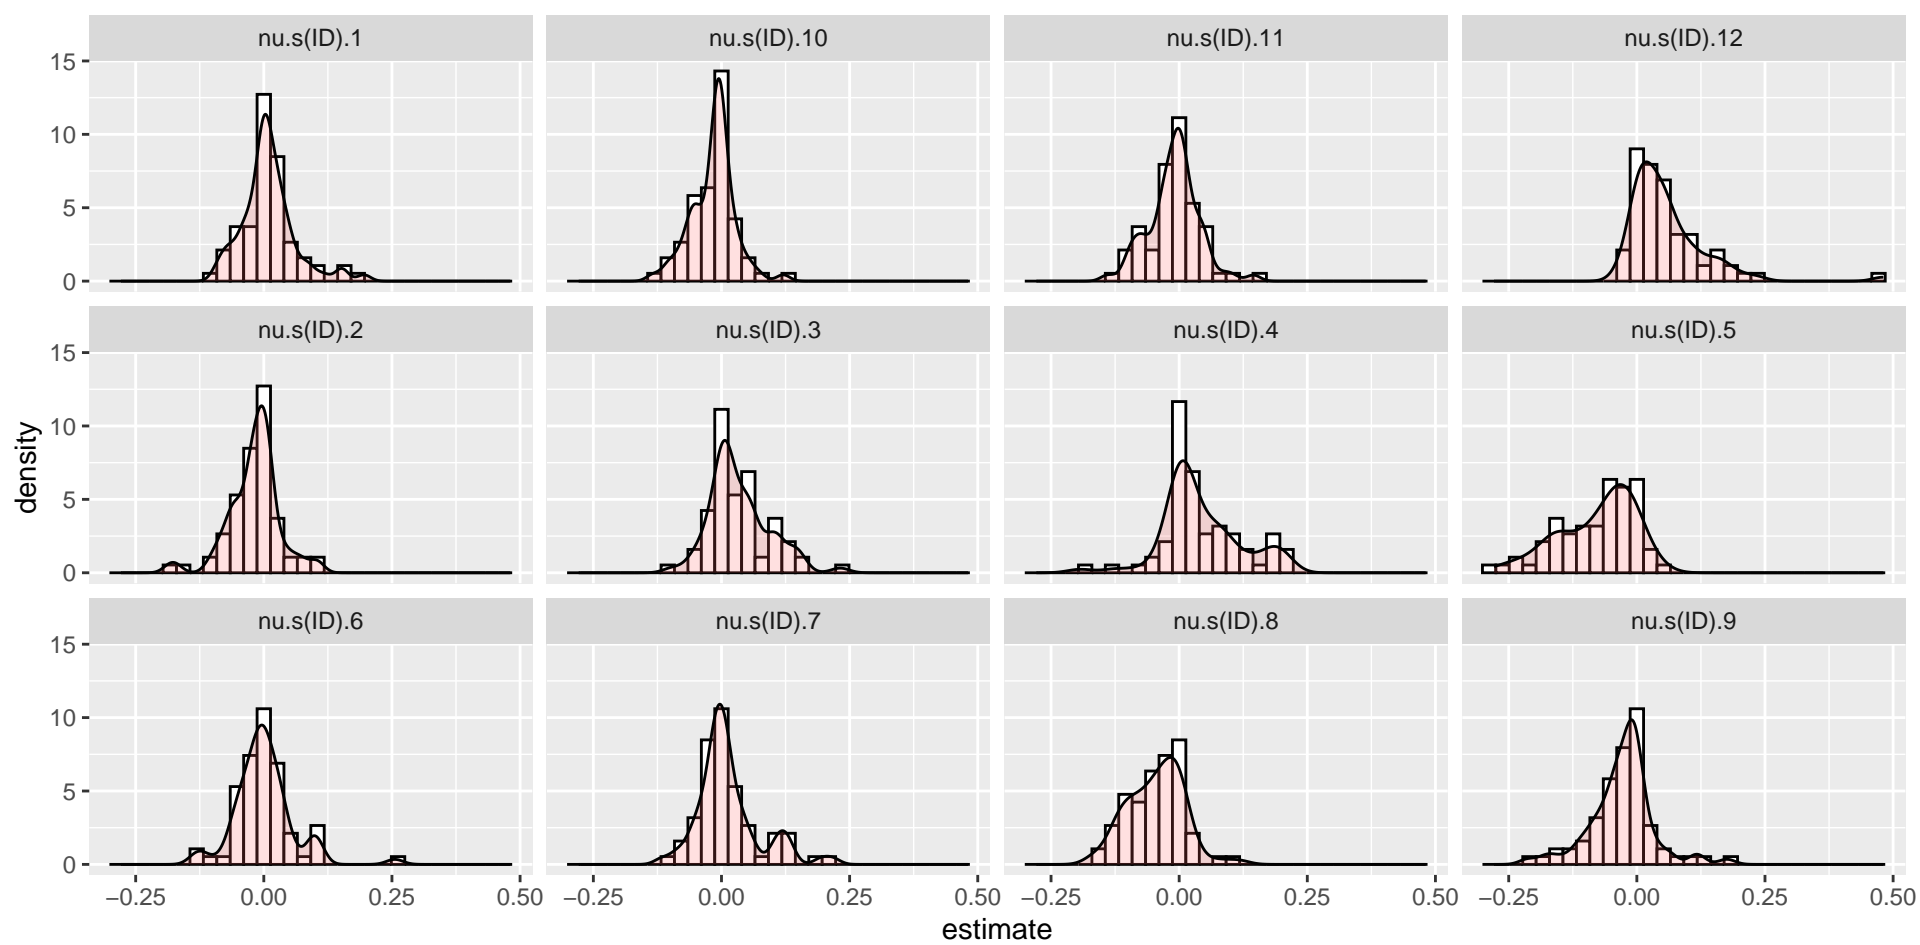 nu.s(ID).1 nu.s(ID).10 nu.s(ID).11 nu.s(ID).12
15
10
5
0
nu.s(ID).2 nu.s(ID).3 nu.s(ID).4 nu.s(ID).5
15
10
5
0
density
nu.s(ID).6 nu.s(ID).7 nu.s(ID).8 nu.s(ID).9
15
10
5
0
−0.25 0.00 0.25 0.50 −0.25 0.00 0.25 0.50 −0.25 0.00 0.25 0.50 −0.25 0.00 0.25 0.50
estimate